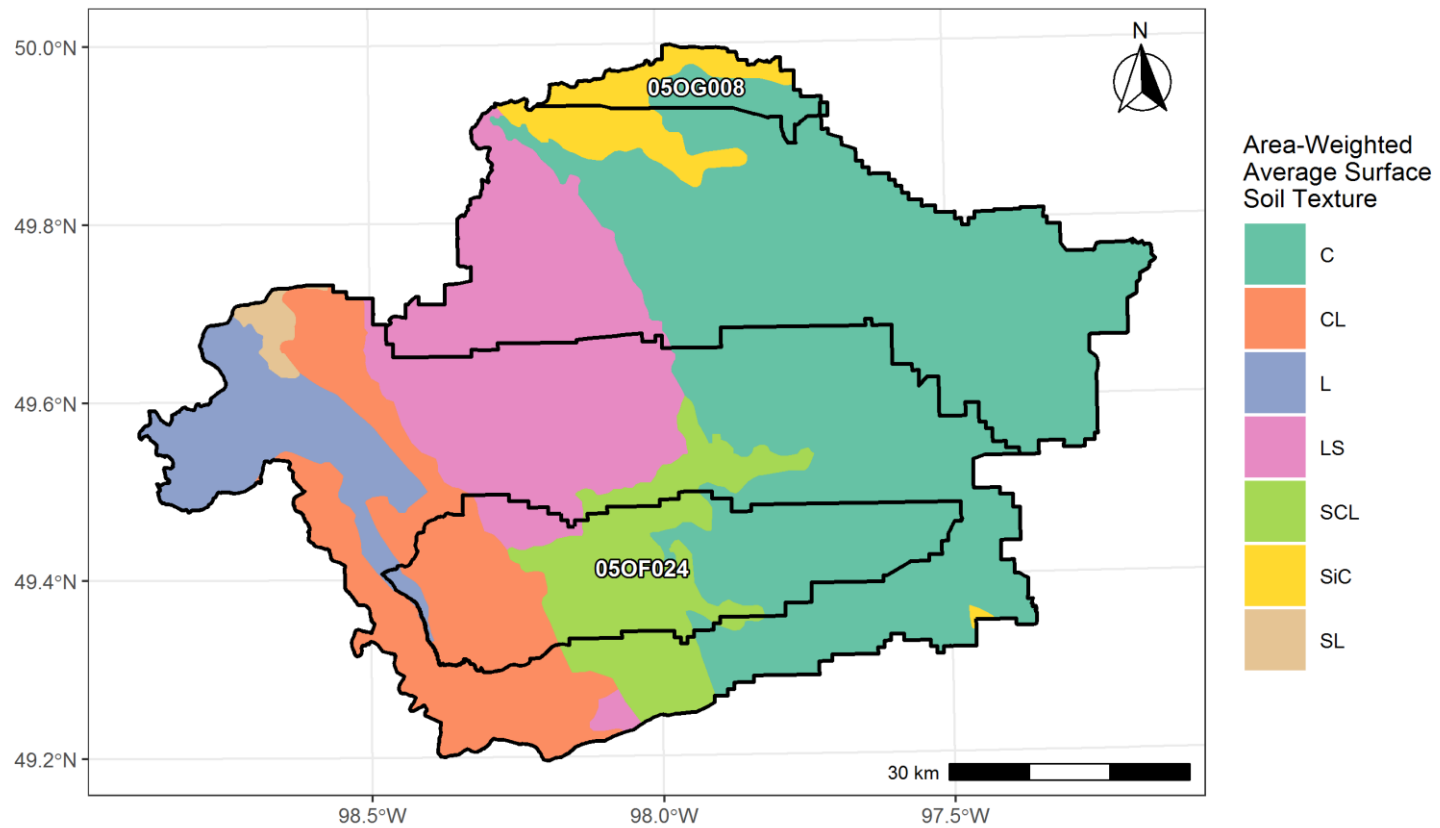 50.0°N
49.8°N
49.6°N
49.4°N
49.2°N
98.5°W
98.0°W
97.5°W
05OG008
05OF024
N
30 km
Area-Weighted
Average Surface
Soil Texture
C
CL
L
LS
SCL
SiC
SL